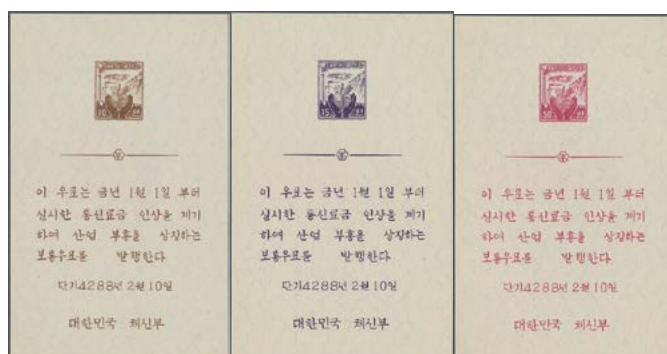 이 우표는 금년 1월 1일 부터
실시한 통신료금 인상을 제기
하여 산업 부흥을 상징하는
보통우표를 발행한다
단기4288년 2월 10일
대한민국 체신부
이 우표는 금년 1월 1일 부터
실시한 통신료금 인상을 제기
하여 산업 부흥을 상징하는
보통우표를 발행한다.
단기4288년 2월 10일
대한민국 체신부
이 우표는 금년 1월 1일 부터
실시한 통신료금 인상을 제기
하여 산업 부흥을 상징하는
보통우표를 발행한다
단기4288년 2월 10일
대한민국 체신부